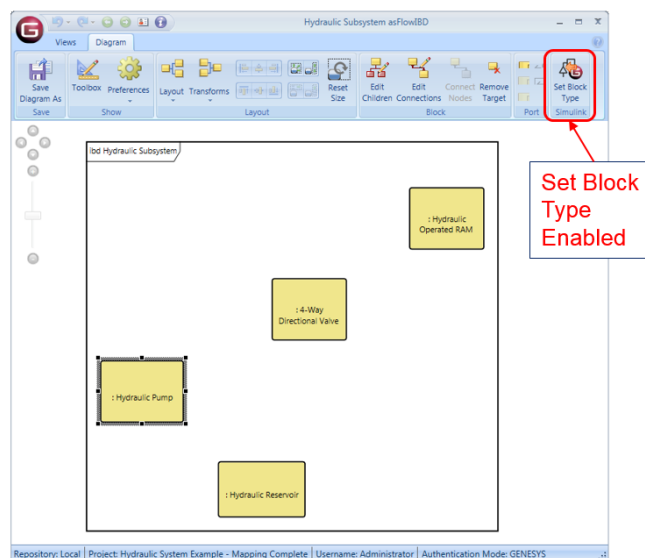 Hydraulic Subsystem asFlowIBD
Views Diagram
Save Diagram As
Toolbox Preferences
Layout Transforms
Reset Size
Edit Children
Edit Connections
Connect Nodes
Remove Target
Set Block Type
Save Show Layout Block Port Simulink
ibd Hydraulic Subsystem
: Hydraulic
Operated RAM
: 4-Way
Directional Valve
: Hydraulic Pump
: Hydraulic Reservoir
Set Block
Type
Enabled
Repository: Local Project: Hydraulic System Example - Mapping Complete Username: Administrator Authentication Mode: GENESYS